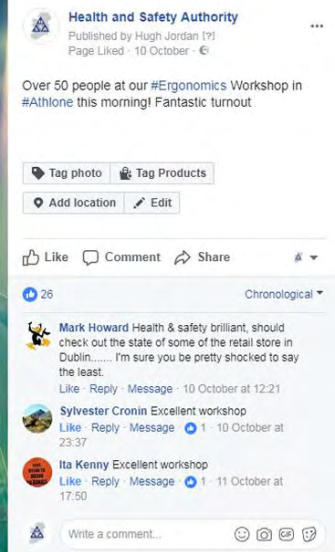 Health and Safety Authority
Published by Hugh Jordan [?]
Page Liked · 10 October ·
Over 50 people at our #Ergonomics Workshop in
#Athlone this morning! Fantastic turnout
Tag photo Tag Products
Add location Edit
Like Comment Share
26 Chronological
Mark Howard Health & safety brilliant, should
check out the state of some of the retail store in
Dublin....... I'm sure you be pretty shocked to say
the least.
Like · Reply · Message · 10 October at 12:21
Sylvester Cronin Excellent workshop
Like · Reply · Message · 1 · 10 October at
23:37
Ita Kenny Excellent workshop
Like · Reply · Message · 1 · 11 October at
17:50
Write a comment...
GIF